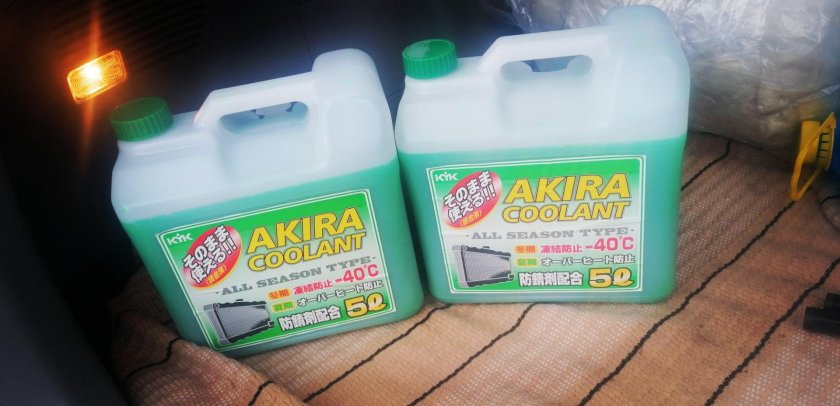 KYK
そのまま
使える!!
AKIRA
COOLANT
-ALL SEASON TYPE-
冬期 凍結防止 -40℃
夏期 オーバーヒート防止
防錆剤配合 5ℓ
KYK
そのまま
使える!!
AKIRA
COOLANT
-ALL SEASON TYPE-
冬期 凍結防止 -40℃
夏期 オーバーヒート防止
防錆剤配合 5ℓ